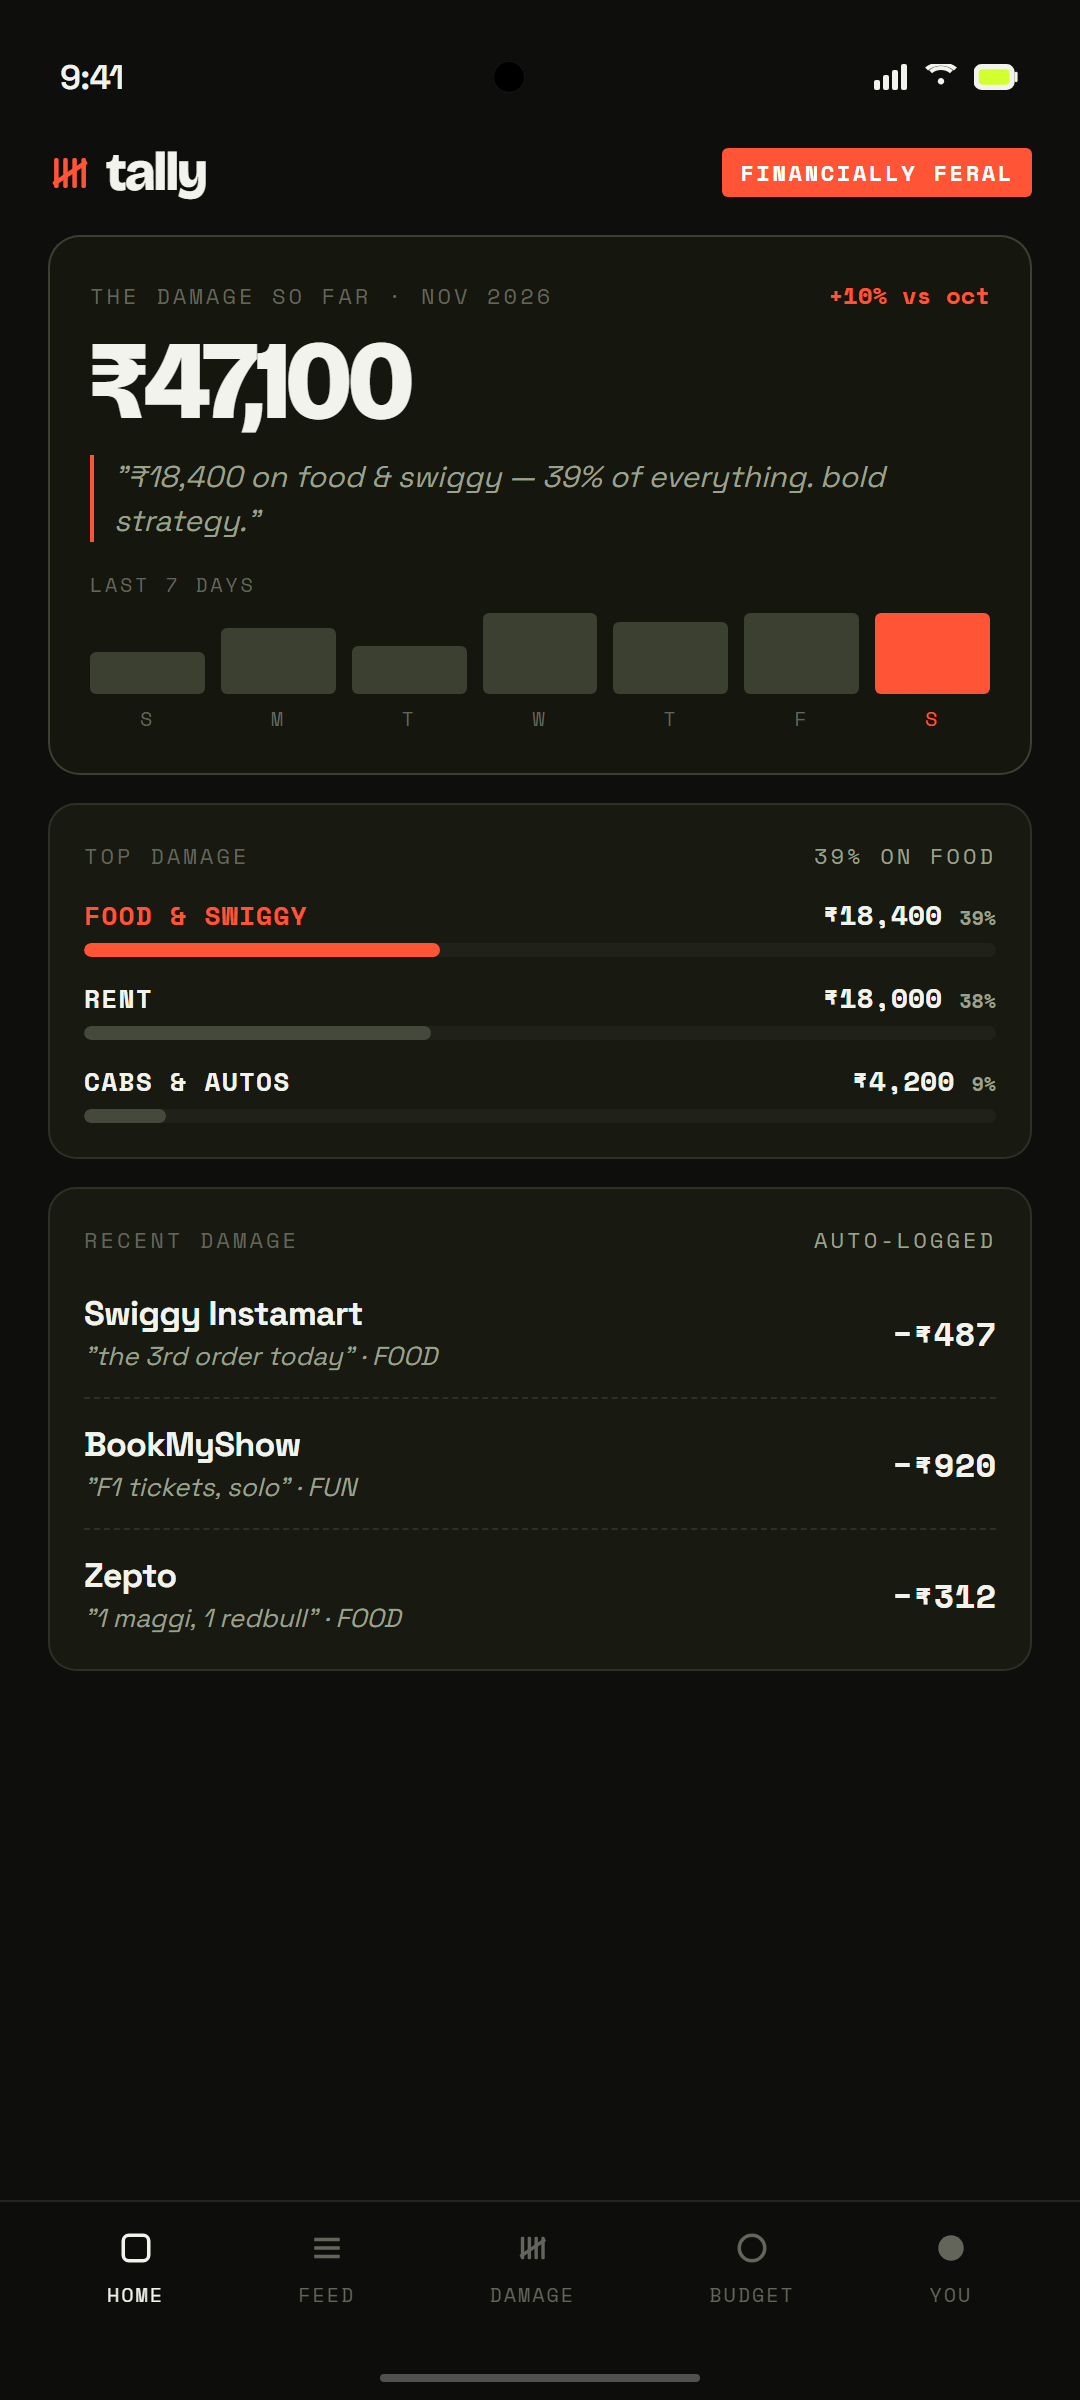 9:41
tally
FINANCIALLY FERAL
THE DAMAGE SO FAR · NOV 2026
+10% vs oct
₹47,100
”₹18,400 on food & swiggy — 39% of everything. bold
strategy.”
LAST 7 DAYS
S M T W T F S
TOP DAMAGE
39% ON FOOD
FOOD & SWIGGY
₹18,400 39%
RENT
₹18,000 38%
CABS & AUTOS
₹4,200 9%
RECENT DAMAGE
AUTO-LOGGED
Swiggy Instamart
”the 3rd order today” · FOOD
−₹487
BookMyShow
”F1 tickets, solo” · FUN
−₹920
Zepto
”1 maggi, 1 redbull” · FOOD
−₹312
HOME FEED DAMAGE BUDGET YOU